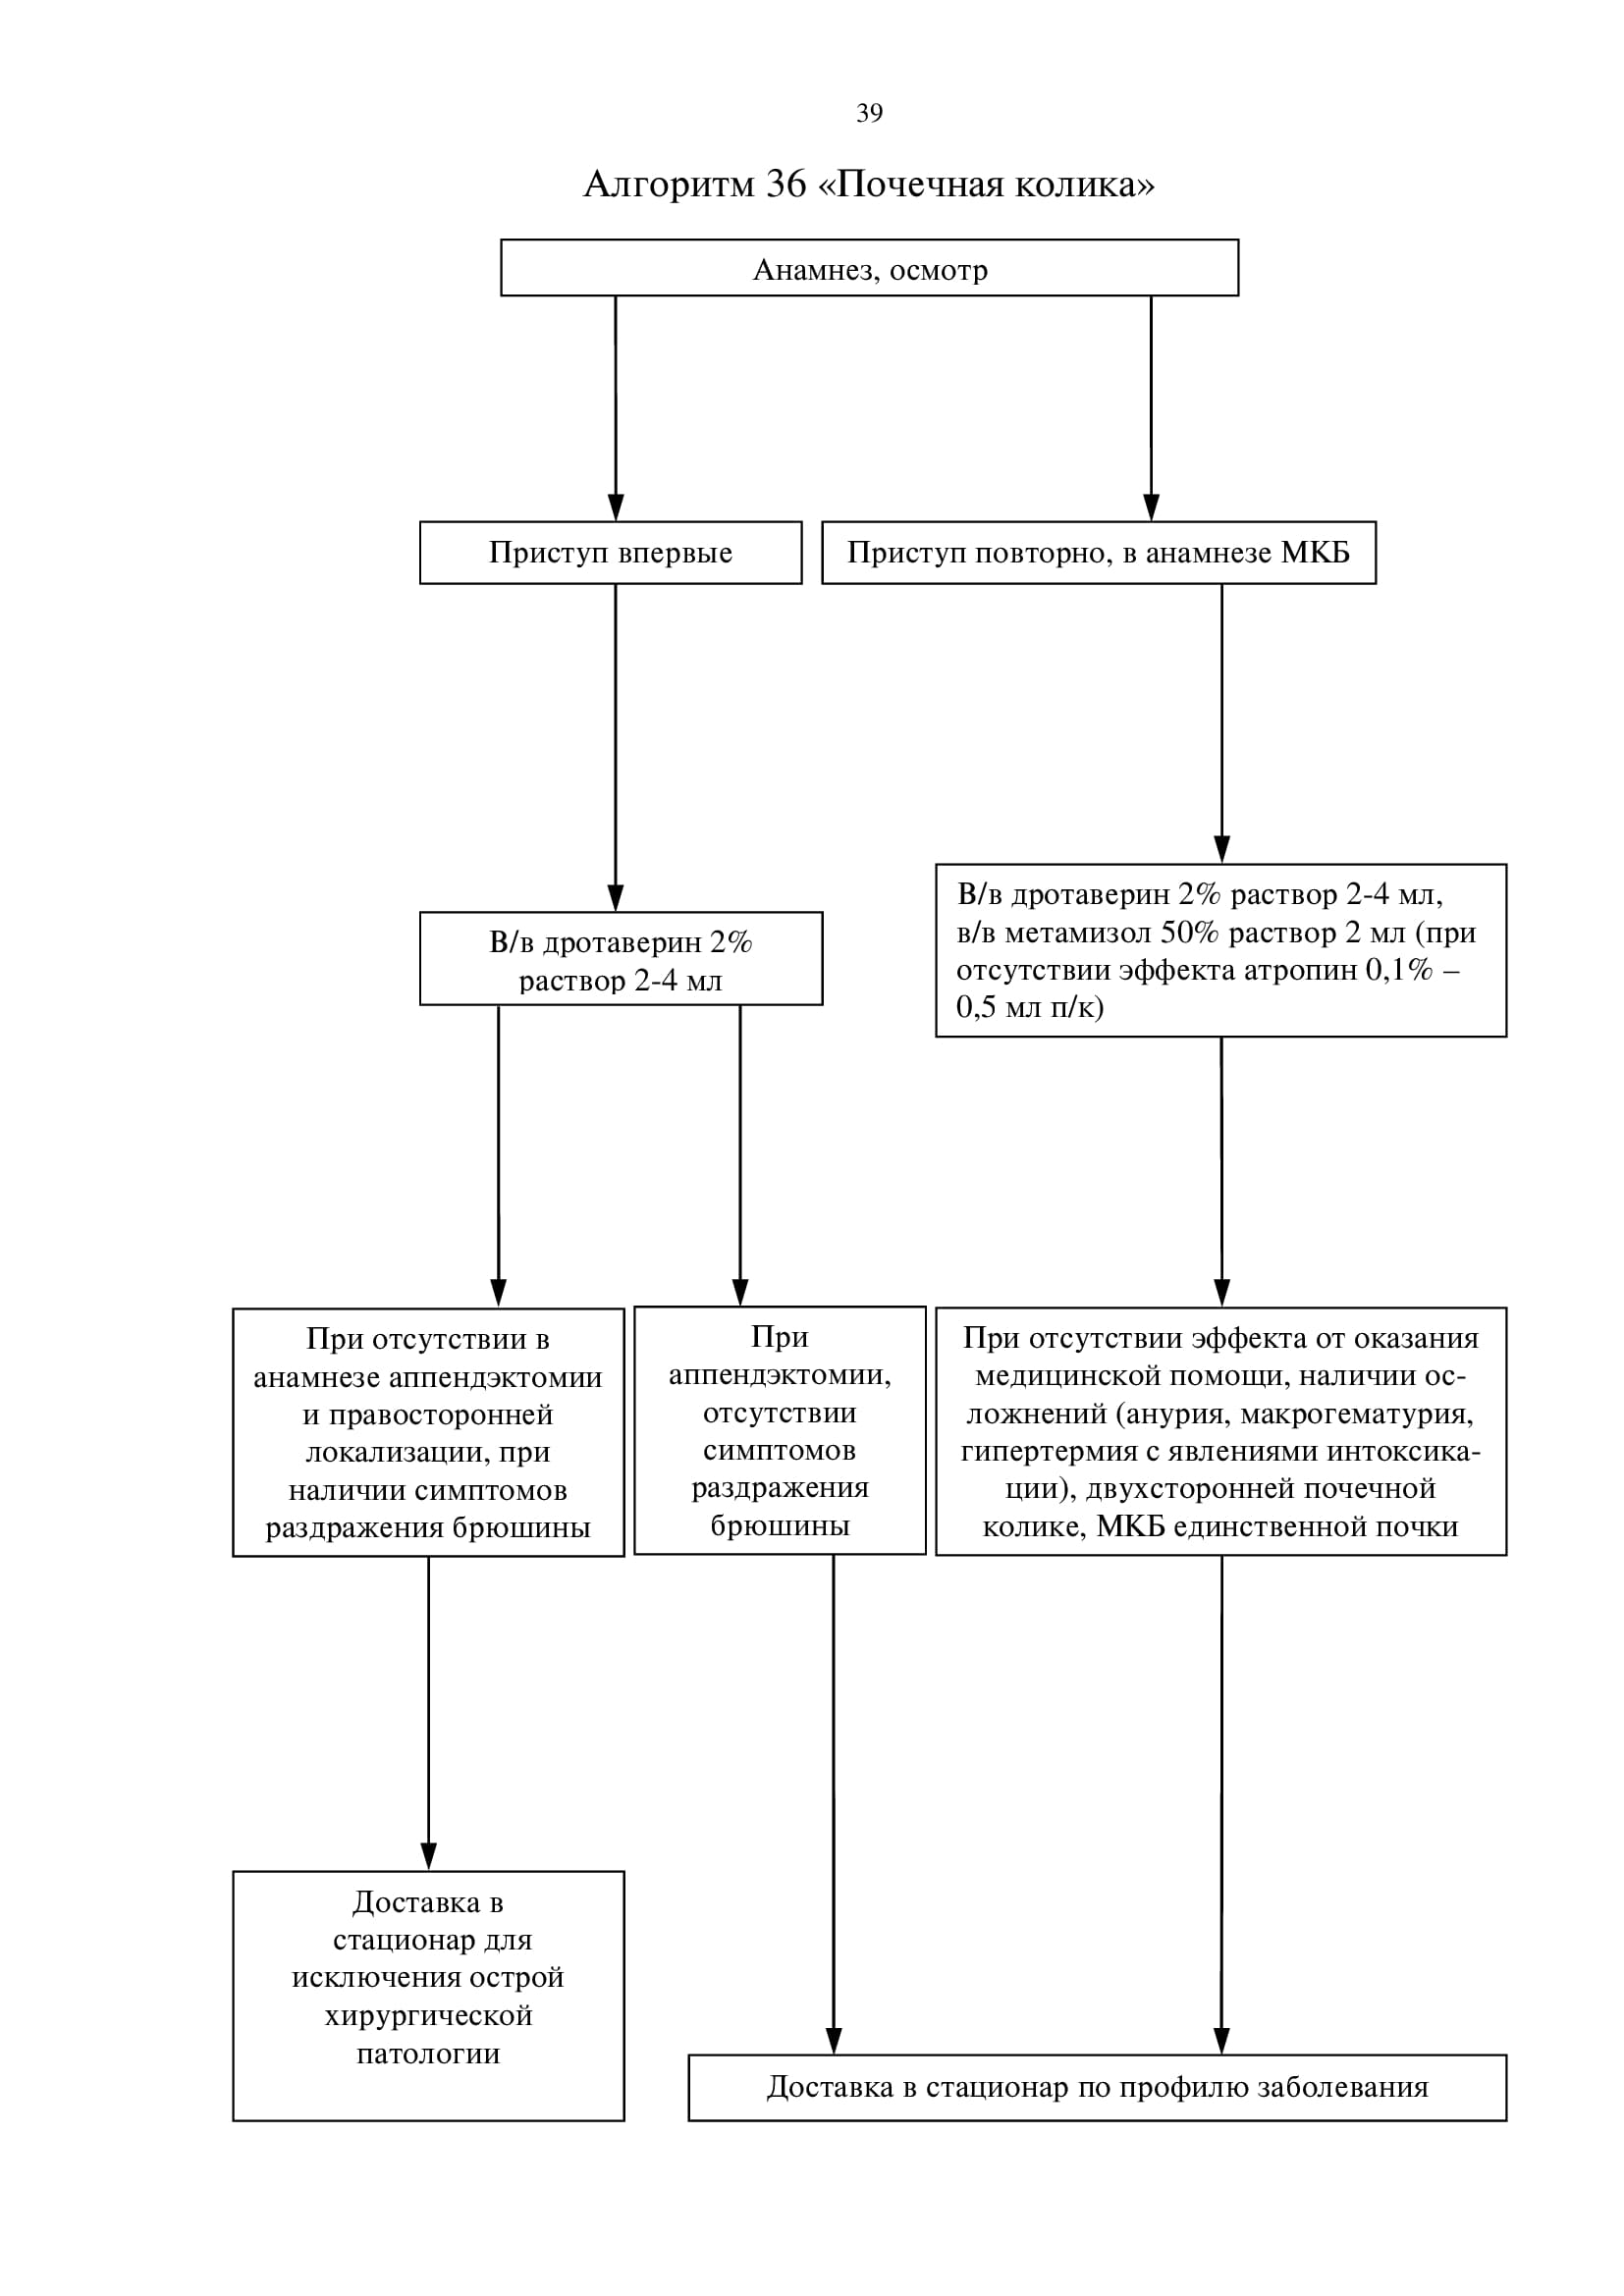 39
Алгоритм 36 «Почечная колика»
Анамнез, осмотр
Приступ впервые
Приступ повторно, в анамнезе МКБ
В/в дротаверин 2%
раствор 2-4 мл
В/в дротаверин 2% раствор 2-4 мл,
в/в метамизол 50% раствор 2 мл (при
отсутствии эффекта атропин 0,1% –
0,5 мл п/к)
При отсутствии в
анамнезе аппендэктомии
и правосторонней
локализации, при
наличии симптомов
раздражения брюшины
При
аппендэктомии,
отсутствии
симптомов
раздражения
брюшины
При отсутствии эффекта от оказания
медицинской помощи, наличии ос-
ложнений (анурия, макрогематурия,
гипертермия с явлениями интоксика-
ции), двухсторонней почечной
колике, МКБ единственной почки
Доставка в
стационар для
исключения острой
хирургической
патологии
Доставка в стационар по профилю заболевания